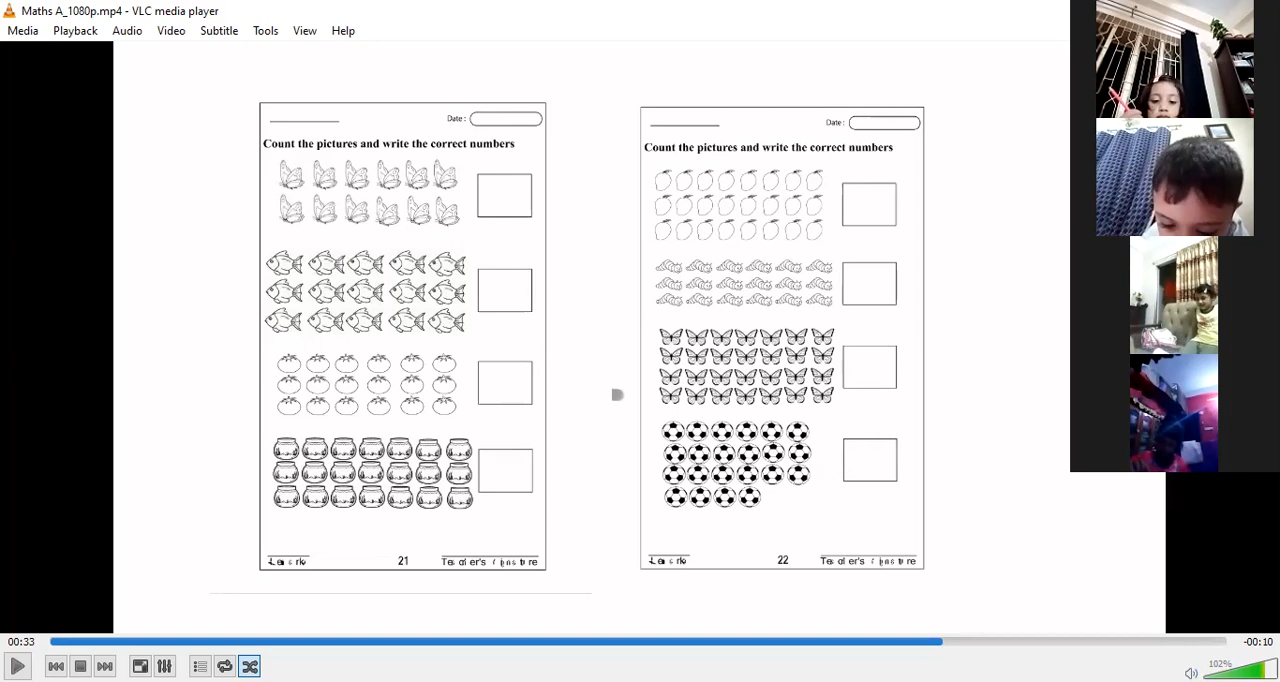 Maths A_1080p.mp4 - VLC media player
Media Playback Audio Video Subtitle Tools View Help
Date :
Count the pictures and write the correct numbers
21
Date :
Count the pictures and write the correct numbers
22
00:33
-00:10
102%